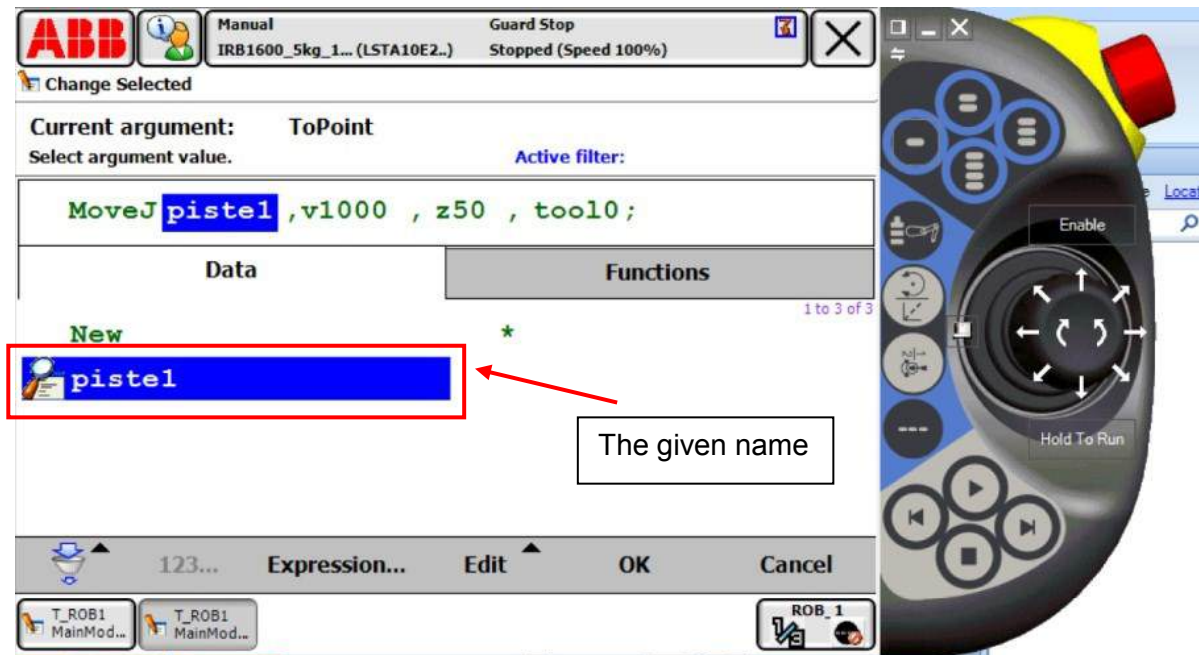 ABB
Manual
Guard Stop
IRB1600_5kg_1... (LSTA10E2..)
Stopped (Speed 100%)
Change Selected
Current argument: ToPoint
Select argument value.
Active filter:
MoveJ piste1 ,v1000 , z50 , tool0;
Data
Functions
1 to 3 of 3
New
*
piste1
The given name
123...
Expression...
Edit
OK
Cancel
T_ROB1
MainMod...
T_ROB1
MainMod...
ROB_1
Enable
Hold To Run